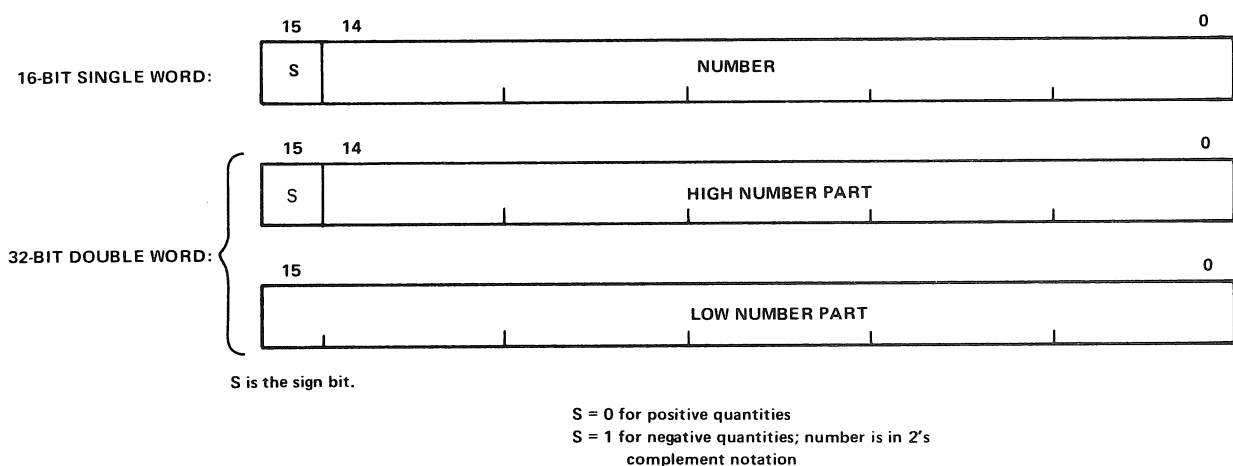 15 14 0
16-BIT SINGLE WORD: S NUMBER
15 14 0
S HIGH NUMBER PART
32-BIT DOUBLE WORD:
15 0
LOW NUMBER PART
S is the sign bit.
S = 0 for positive quantities
S = 1 for negative quantities; number is in 2's
complement notation